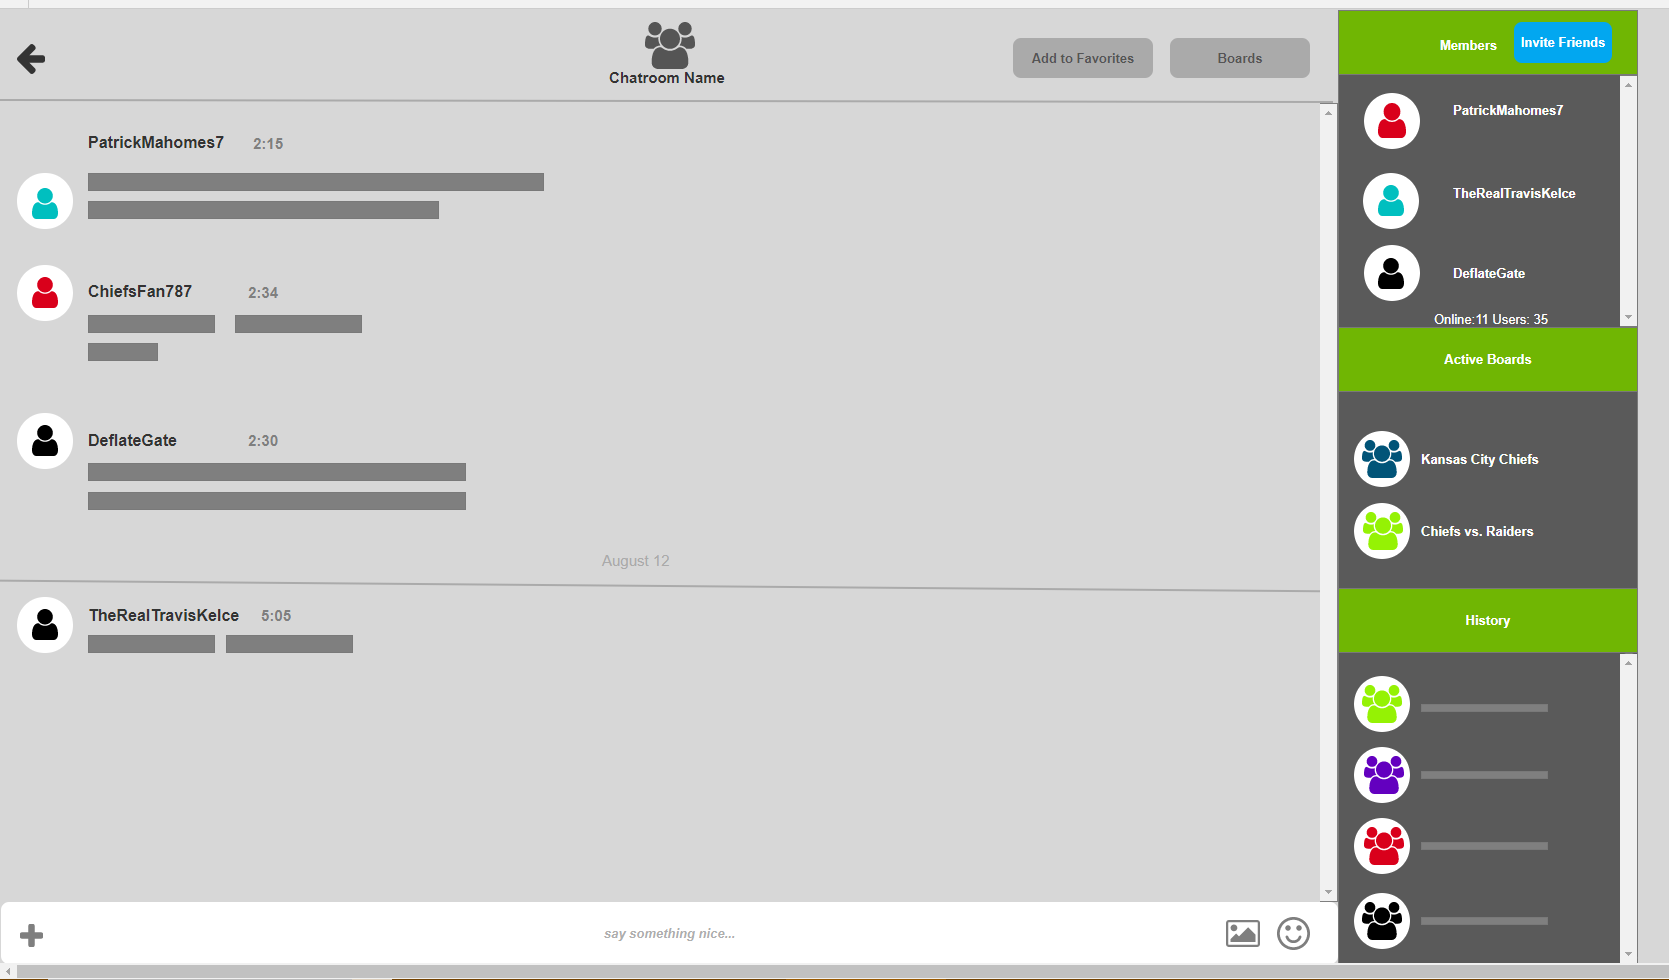 Chatroom Name
Add to Favorites
Boards
PatrickMahomes7 2:15
ChiefsFan787 2:34
DeflateGate 2:30
August 12
TheRealTravisKelce 5:05
say something nice...
Members
Invite Friends
PatrickMahomes7
TheRealTravisKelce
DeflateGate
Online:11 Users: 35
Active Boards
Kansas City Chiefs
Chiefs vs. Raiders
History